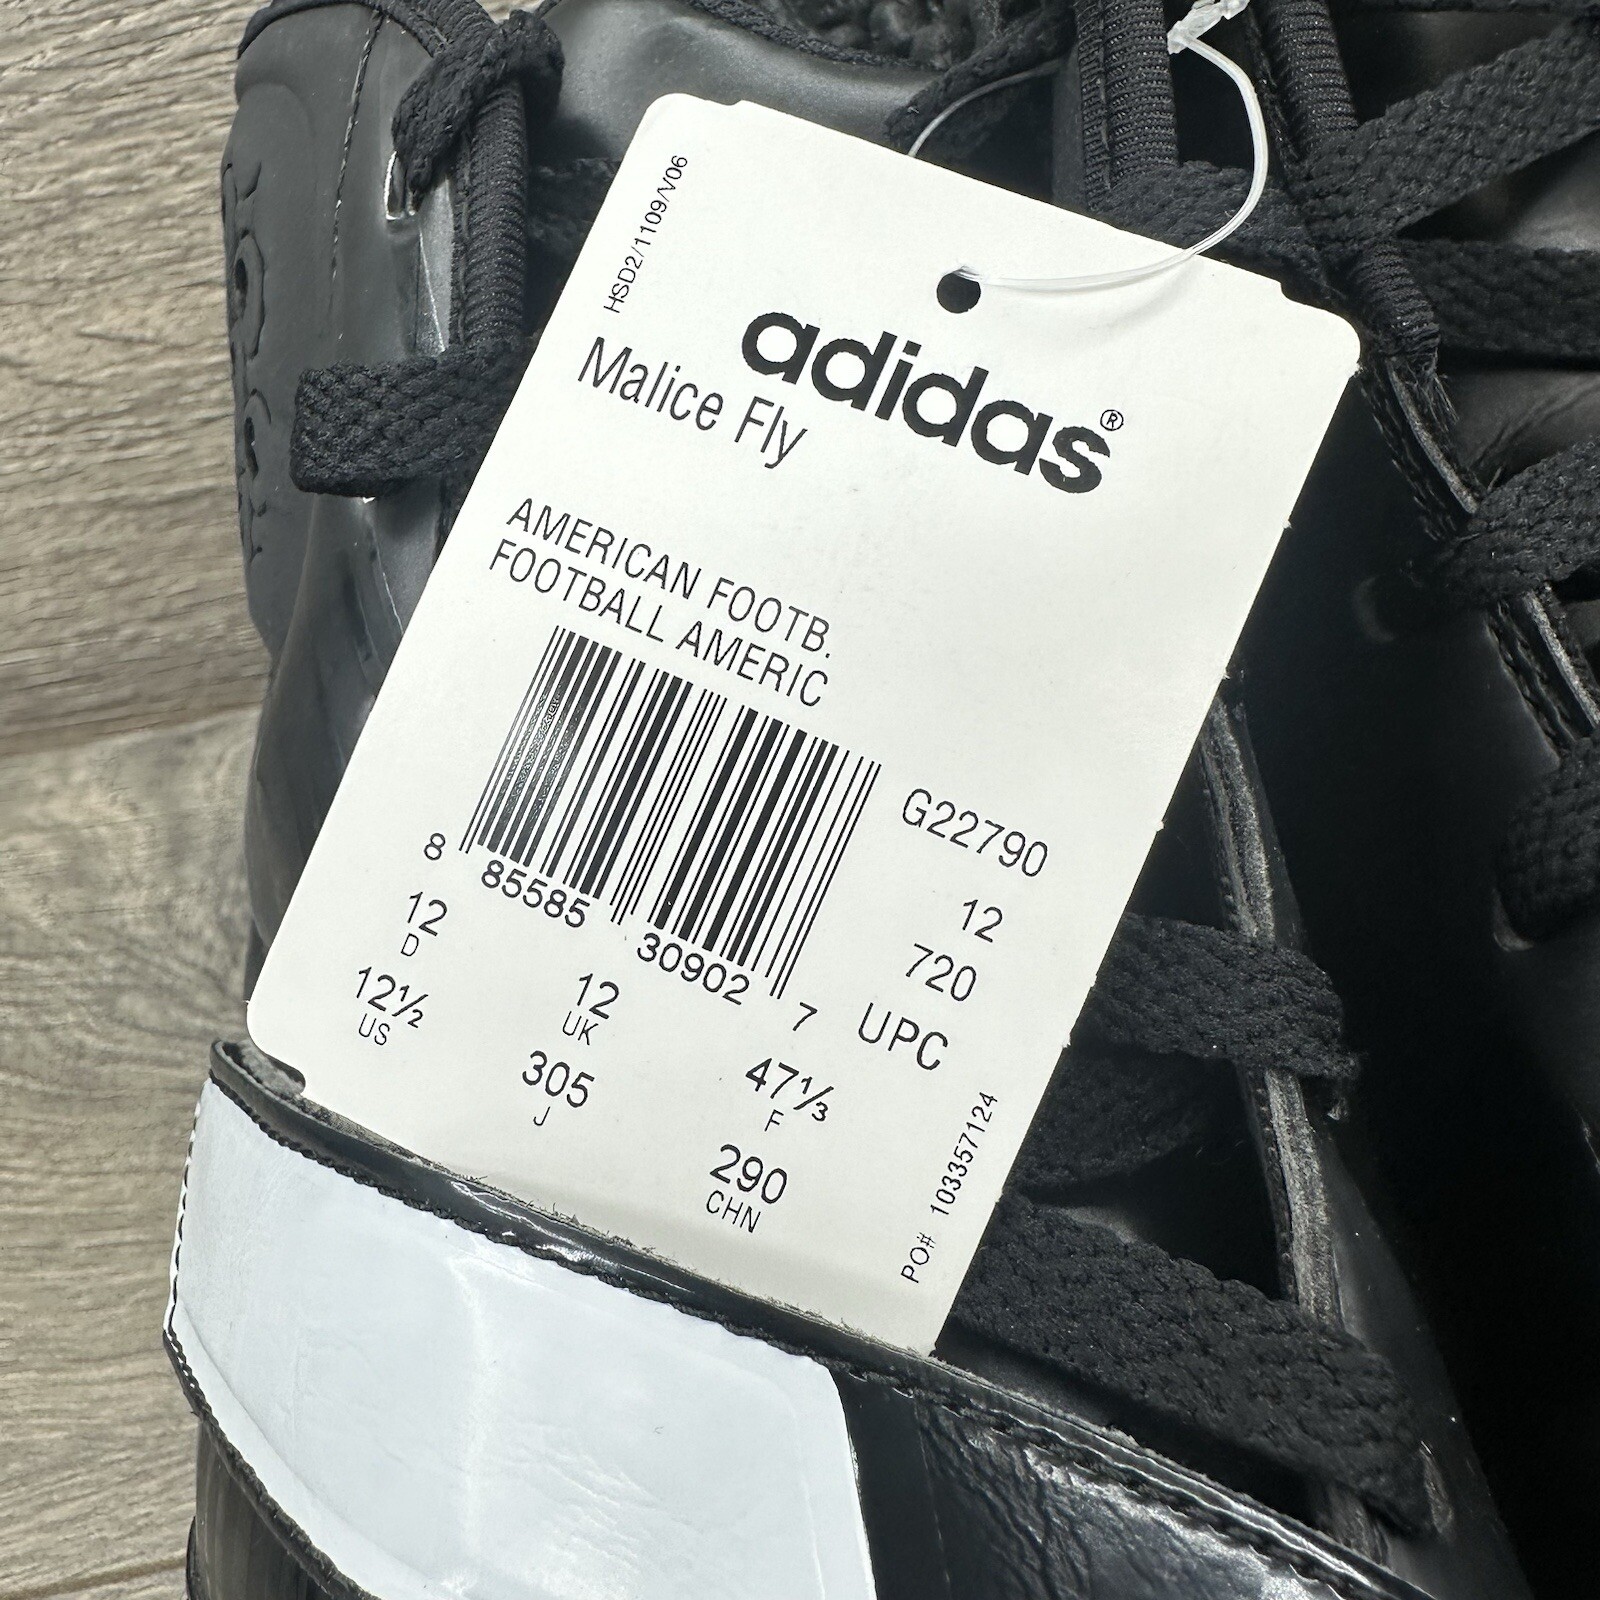 HSD2/1109/V06
adidas®
Malice Fly
AMERICAN FOOTB.
FOOTBALL AMERIC
G22790
12
720
UPC
8 85585 30902 7
12
D
12½
US
12
UK
47⅓
F
305
J
290
CHN
PO# 103357124